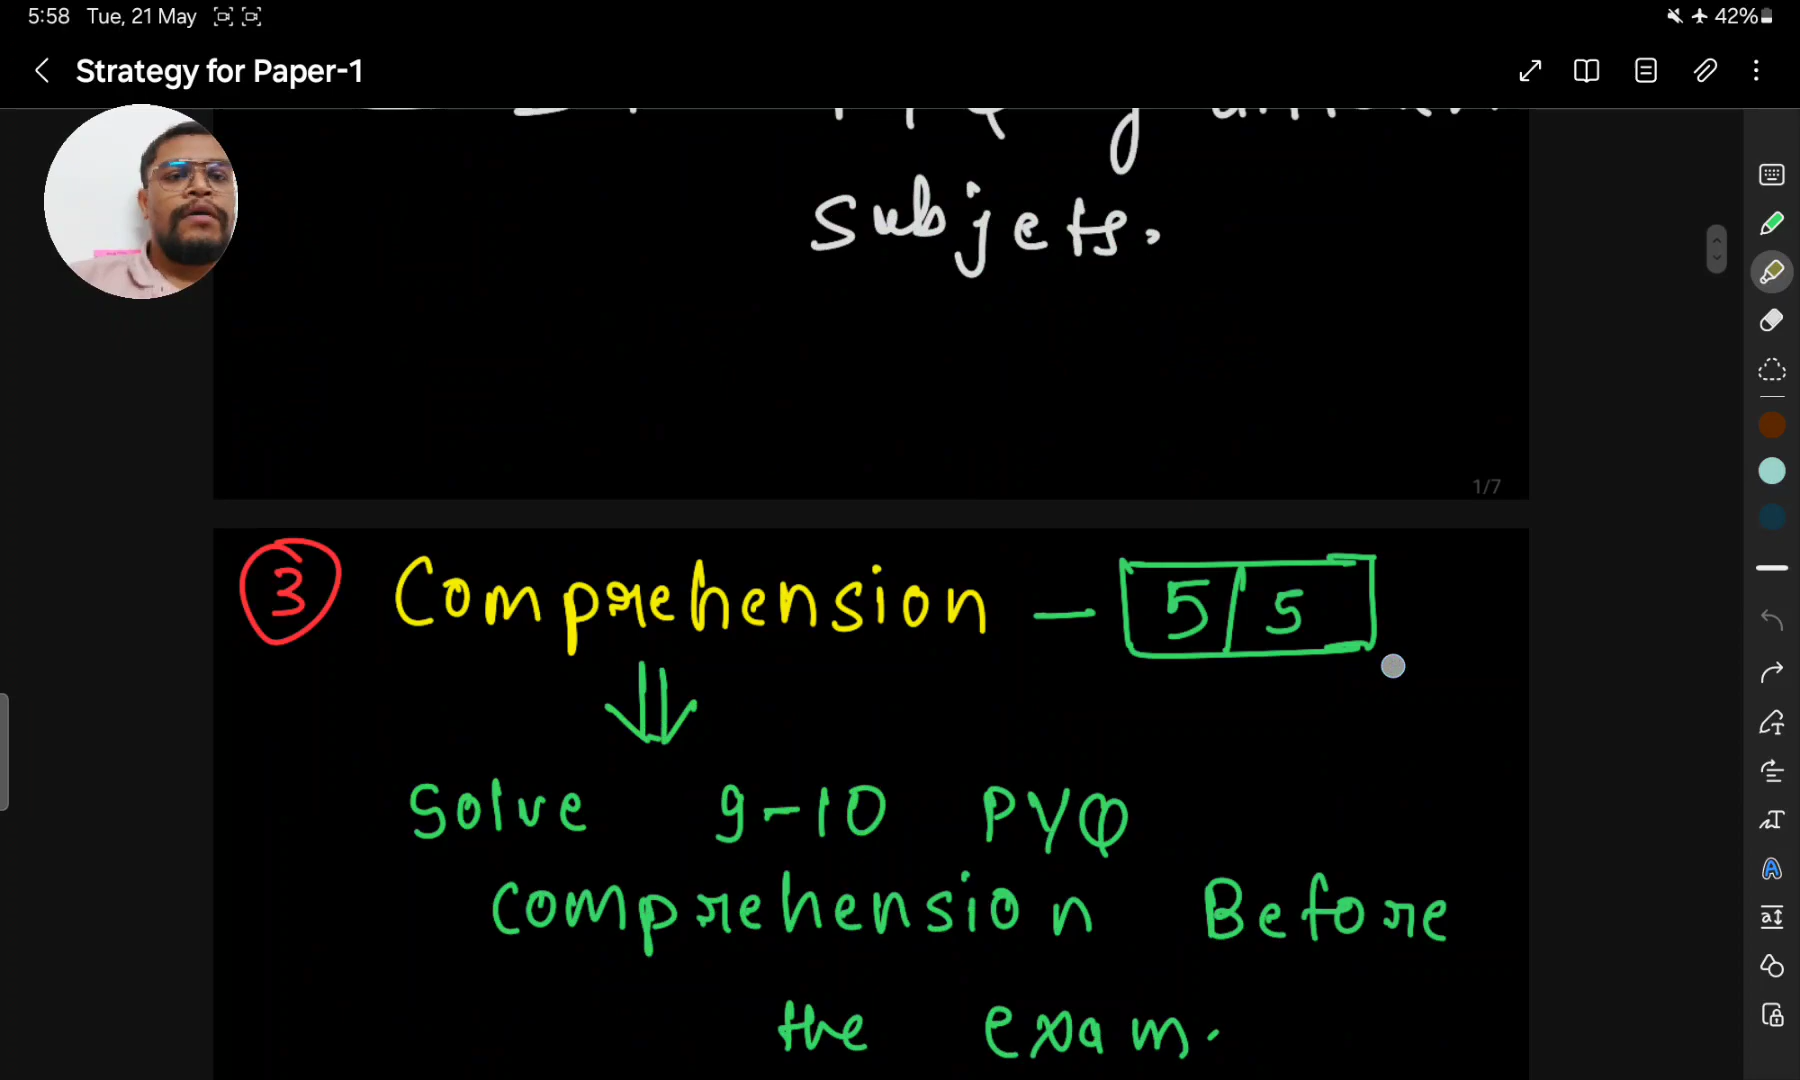 5:58 Tue, 21 May 42%
Strategy for Paper-1
subjets.
1/7
3 Comprehension - 5/5
Solve 9-10 PYQ
comprehension Before
the exam.